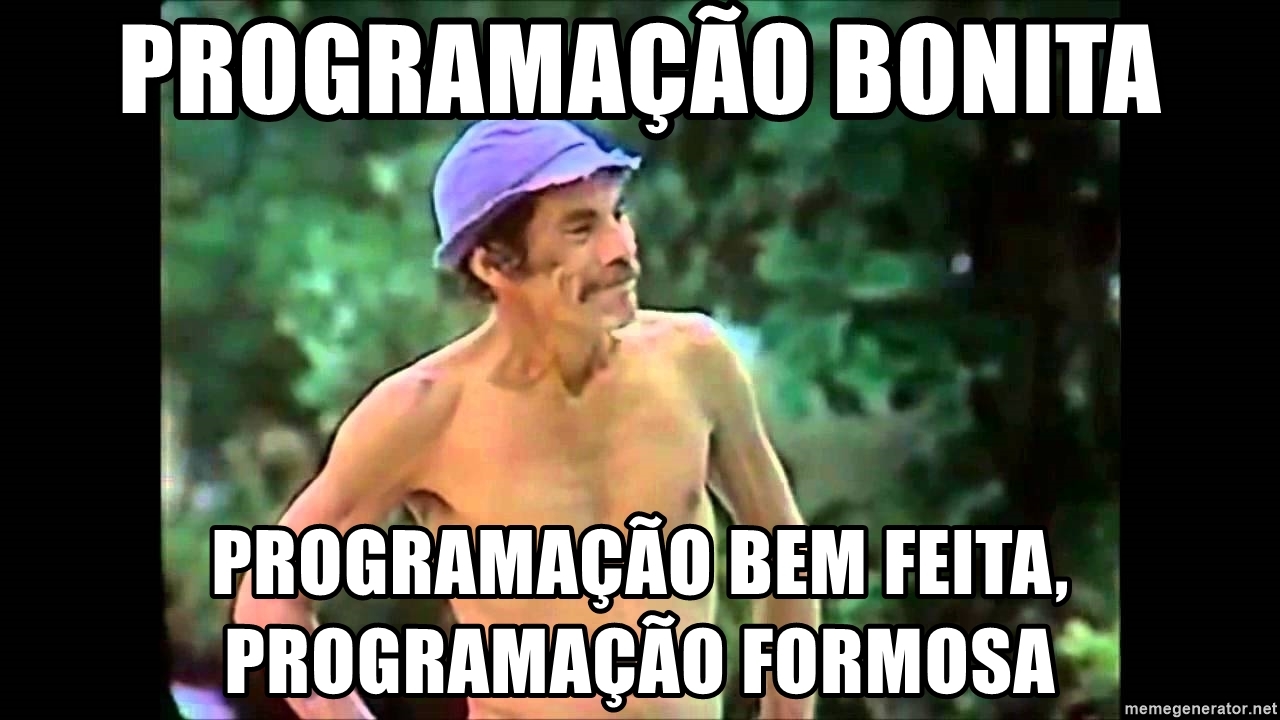 PROGRAMAÇÃO BONITA
PROGRAMAÇÃO BEM FEITA,
PROGRAMAÇÃO FORMOSA
memegenerator.net